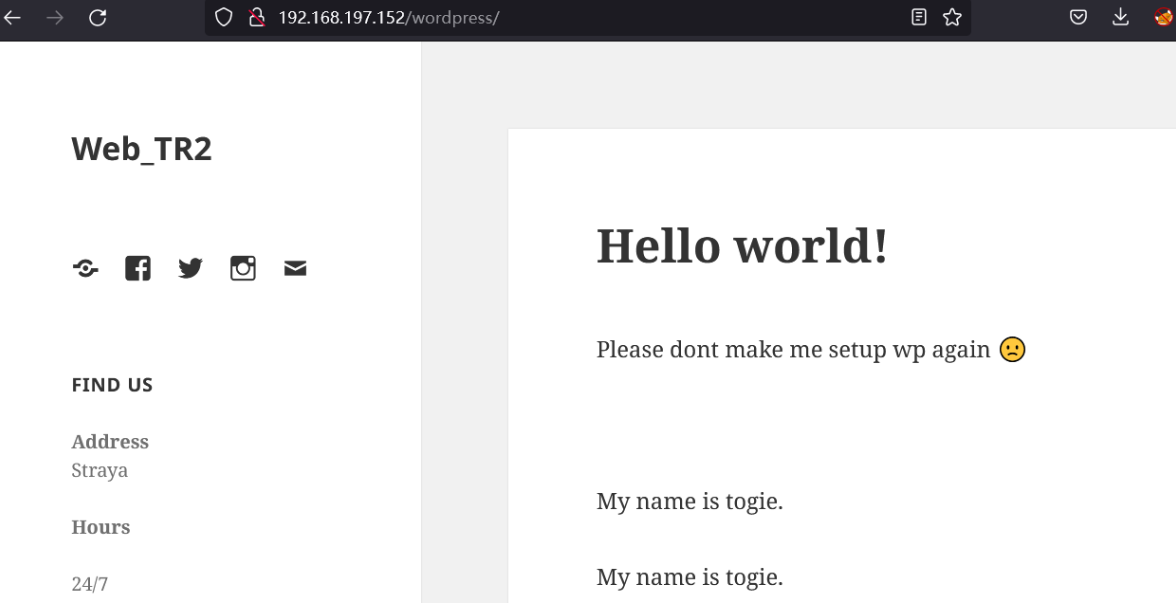 192.168.197.152/wordpress/
Web_TR2
FIND US
Address
Straya
Hours
24/7
Hello world!
Please dont make me setup wp again 🙁
My name is togie.
My name is togie.